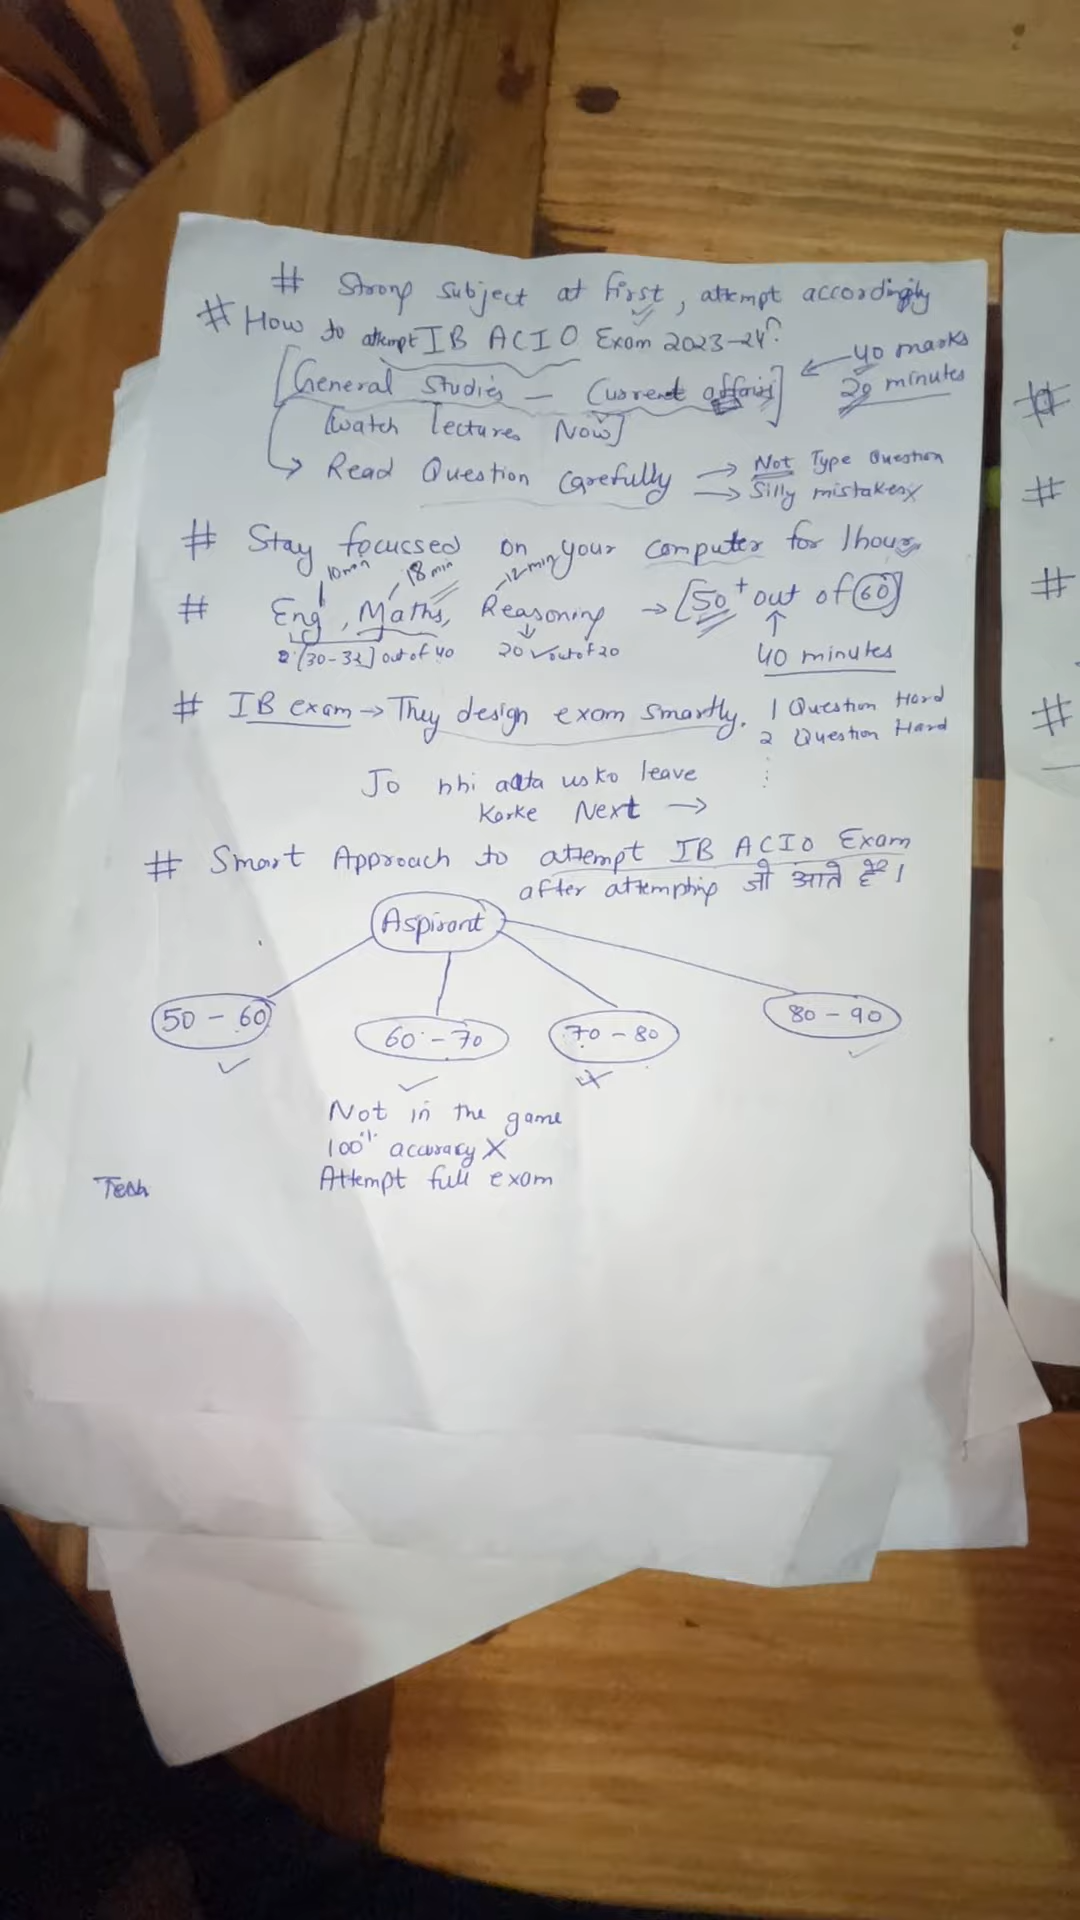 # Strong subject at first, attempt accordingly
# How to attempt IB ACIO Exam 2023-24?
[General Studies - Current affairs] ← 40 marks
20 minutes
[watch lectures Now]
→ Read Question Carefully → Not Type Question
→ Silly mistakes X
# Stay focussed on your computer for 1 hour
10 min 18 min 12 min
# Eng, Maths, Reasoning → [50+ out of 60]
[30-32] out of 40 20 ✓ out of 20 40 minutes
# IB exam → They design exam smartly. 1 Question Hard
2 Question Hard
Jo nhi aata usko leave
Karke Next →
# Smart Approach to attempt IB ACIO Exam
after attempting जो आते है।
Aspirant
50 - 60 60 - 70 70 - 80 80 - 90
Not in the game
100% accuracy X
Attempt full exam
#
#
#
#